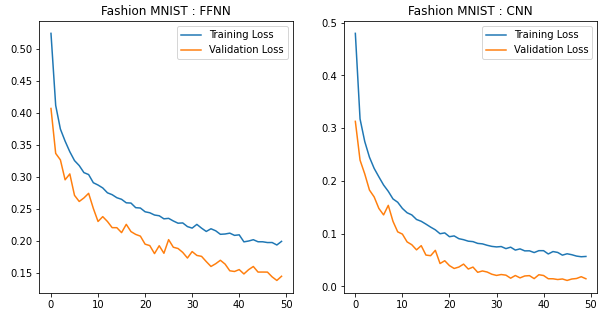 Fashion MNIST : FFNN
Training Loss
Validation Loss
0.50
0.45
0.40
0.35
0.30
0.25
0.20
0.15
0 10 20 30 40 50
Fashion MNIST : CNN
Training Loss
Validation Loss
0.5
0.4
0.3
0.2
0.1
0.0
0 10 20 30 40 50